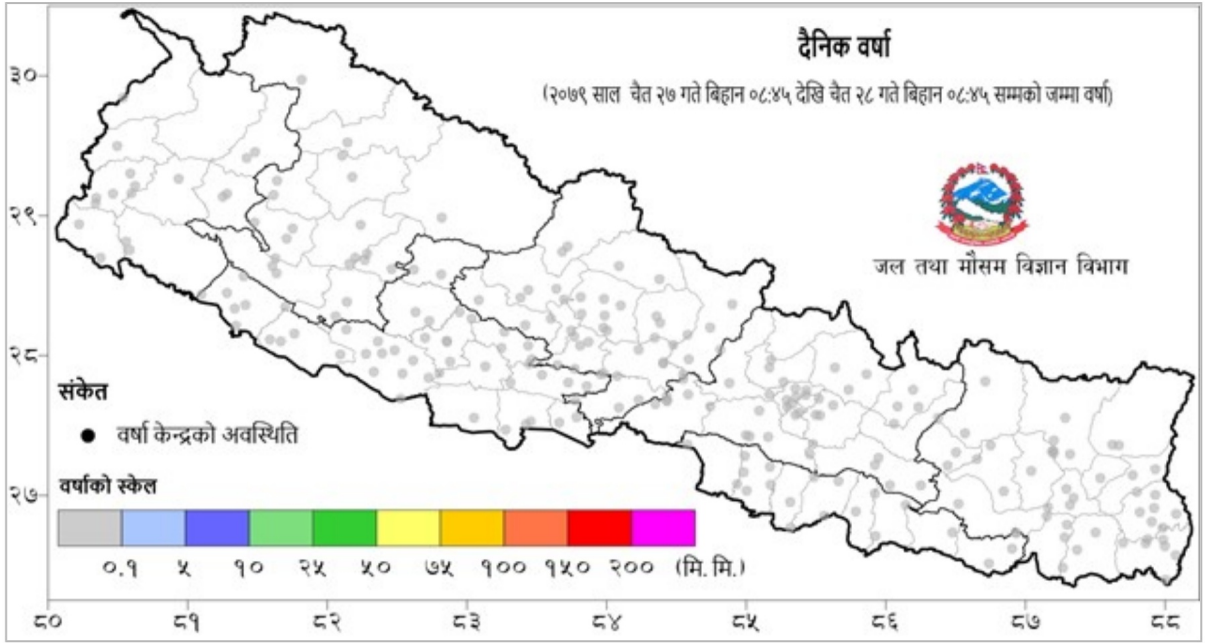 दैनिक वर्षा
(२०७९ साल चैत २७ गते बिहान ०८:४५ देखि चैत २८ गते बिहान ०८:४५ सम्मको जम्मा वर्षा)
जल तथा मौसम विज्ञान विभाग
३०
२९
२८
२७
संकेत
वर्षा केन्द्रको अवस्थिति
वर्षाको स्केल
०.१ ५ १० २५ ५० ७५ १०० १५० २०० (मि.मि.)
८० ८१ ८२ ८३ ८४ ८५ ८६ ८७ ८८